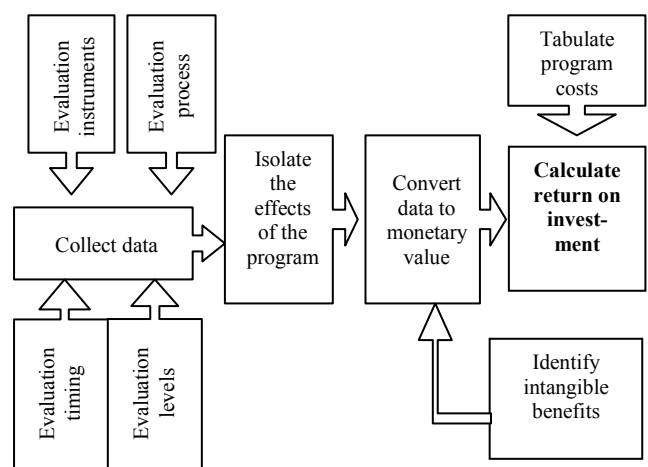 Evaluation
instruments
Evaluation
process
Tabulate
program
costs
Collect data
Isolate
the
effects
of the
program
Convert
data to
monetary
value
Calculate
return on
invest-
ment
Evaluation
timing
Evaluation
levels
Identify
intangible
benefits